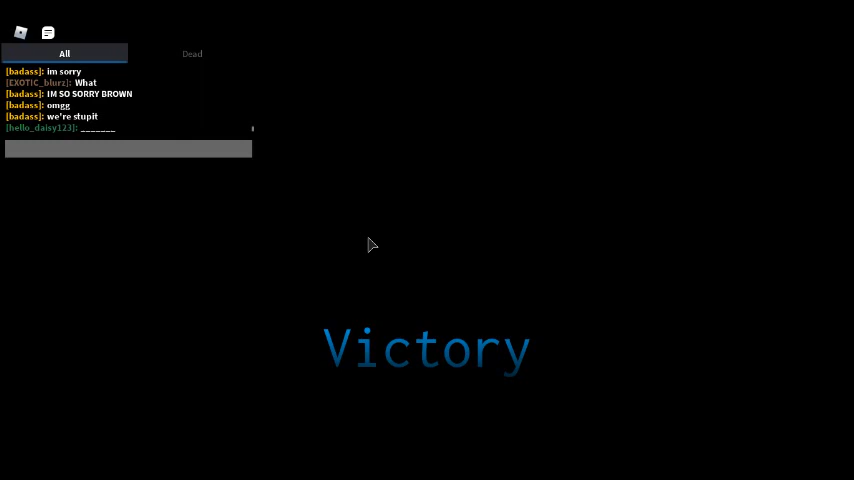 All
Dead
[badass]: im sorry
[EXOTIC_blurz]: What
[badass]: IM SO SORRY BROWN
[badass]: omgg
[badass]: we're stupit
[hello_daisy123]: _______
Victory